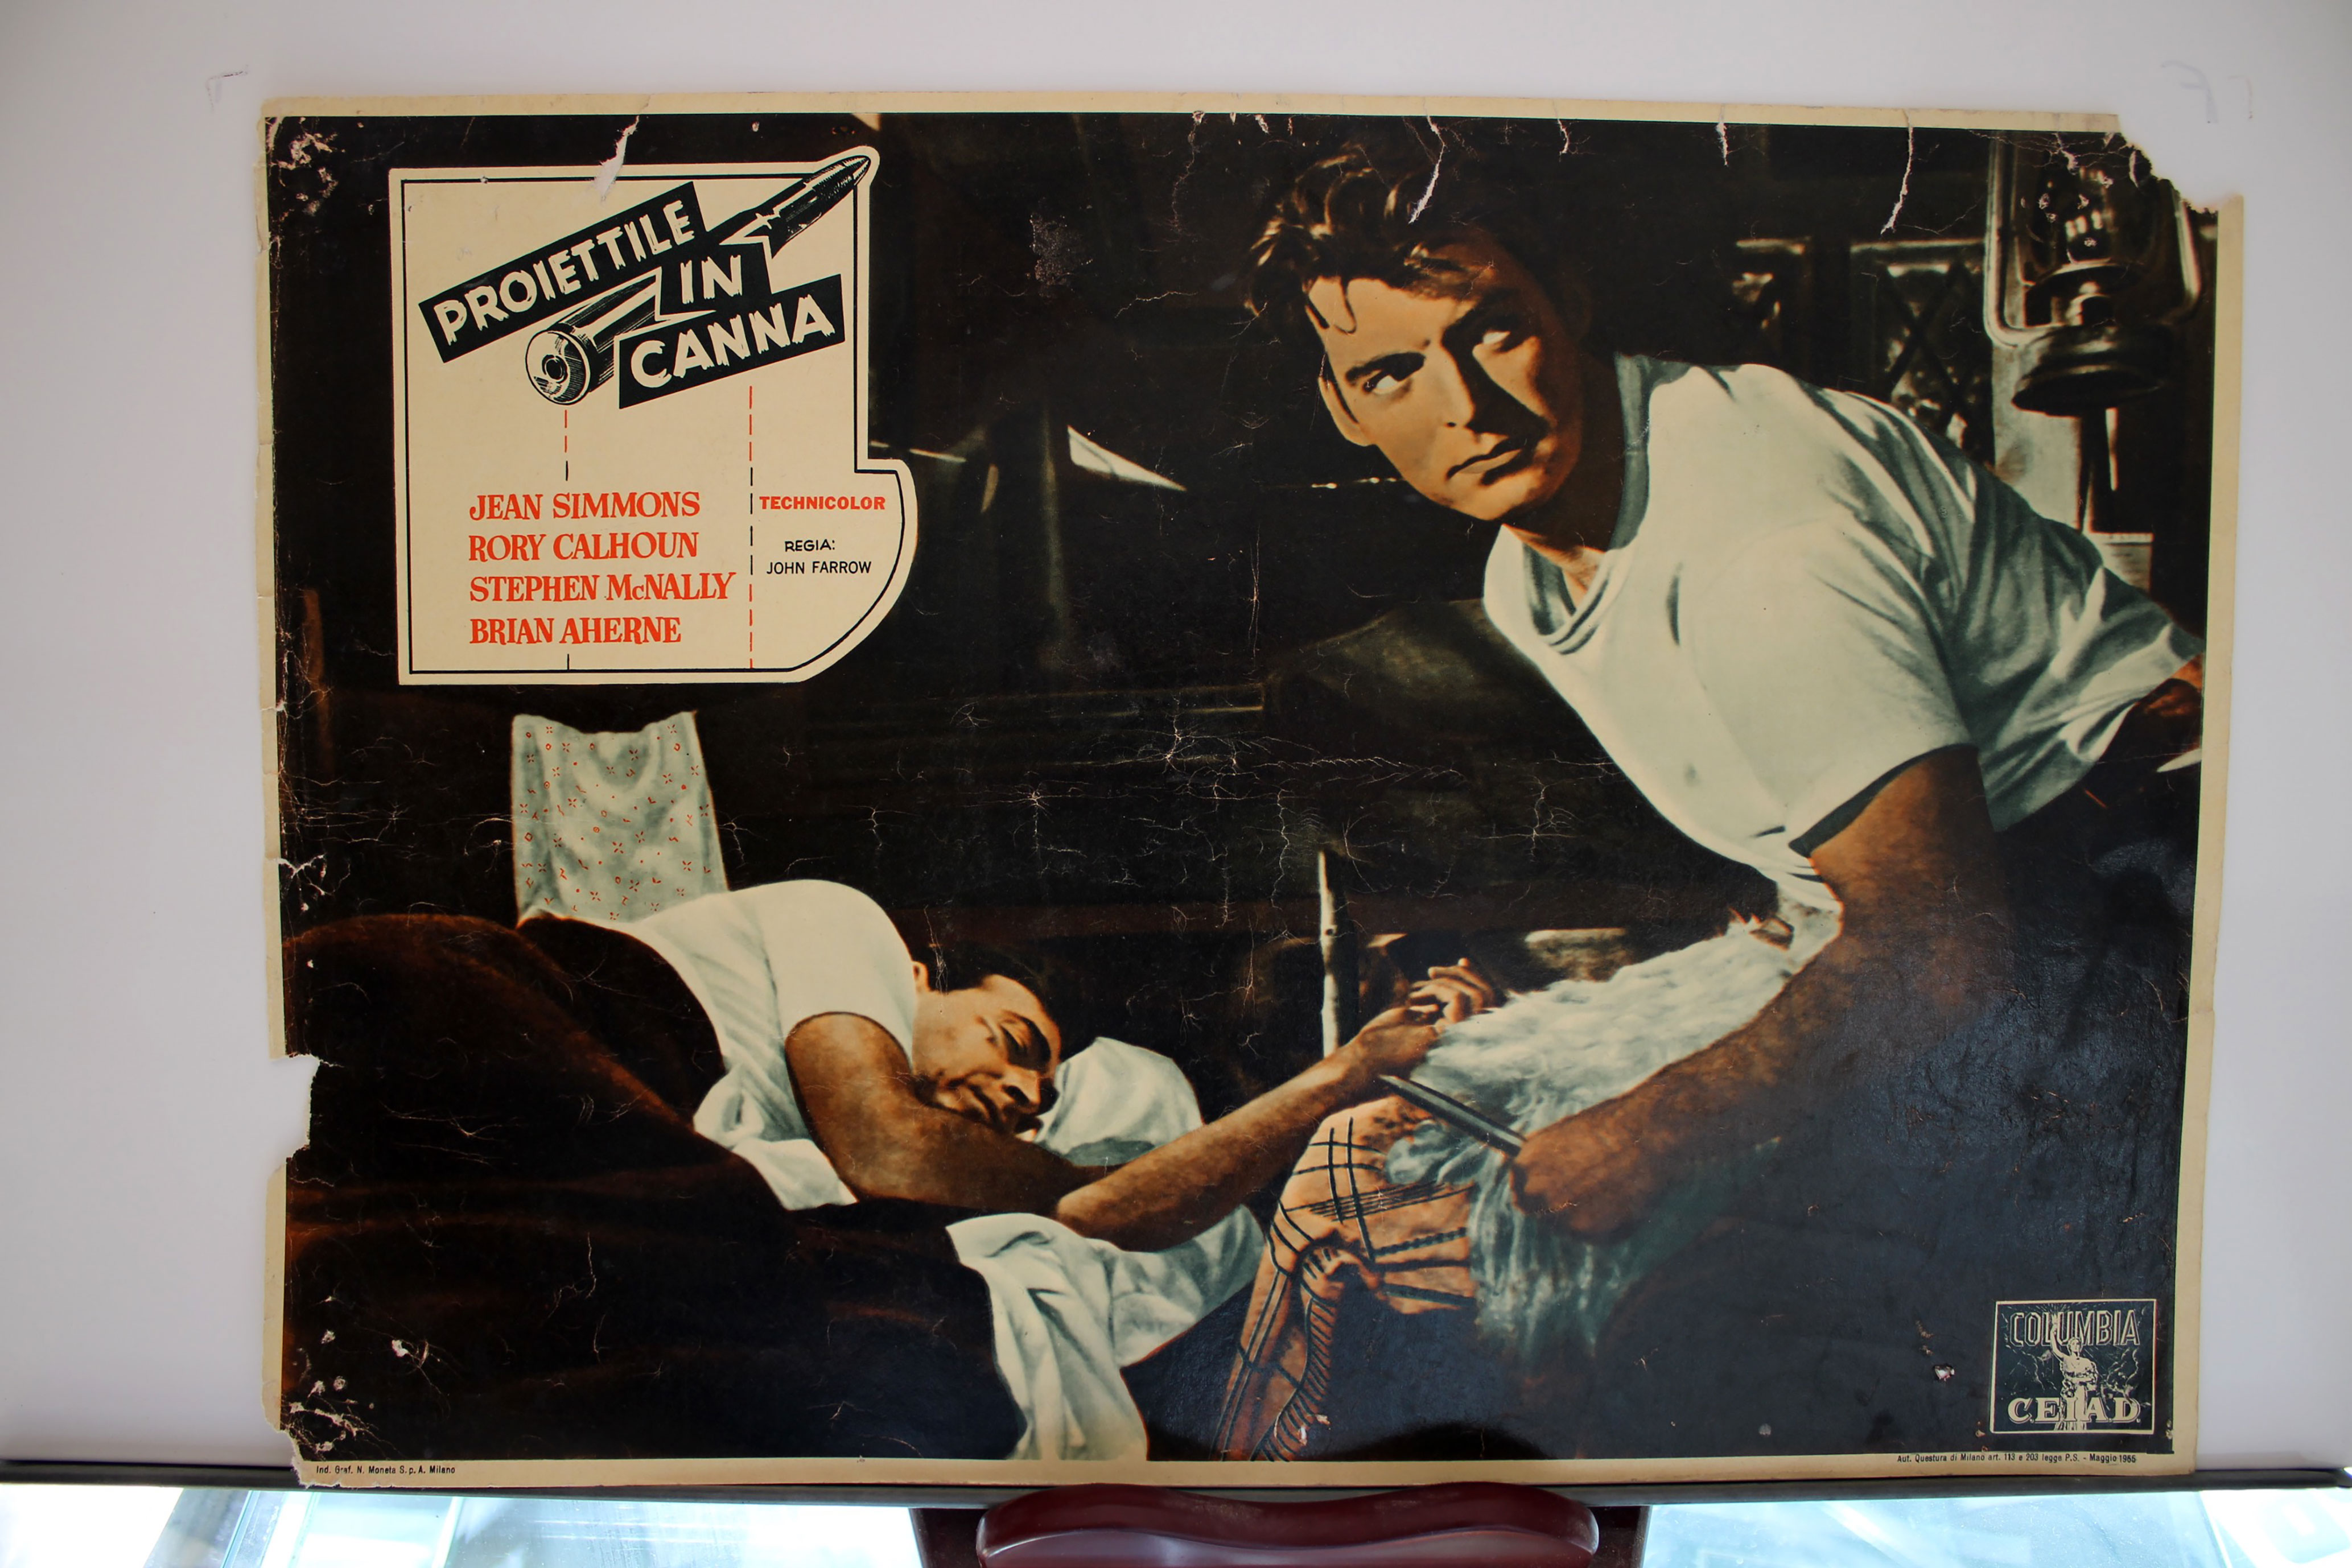 PROIETTILE
IN
CANNA
JEAN SIMMONS
RORY CALHOUN
STEPHEN McNALLY
BRIAN AHERNE
TECHNICOLOR
REGIA:
JOHN FARROW
COLUMBIA
CEIAD
Ind. Graf. N. Moneta S.p.A. Milano
Aut. Questura di Milano art. 113 e 203 legge P.S. - Maggio 1955